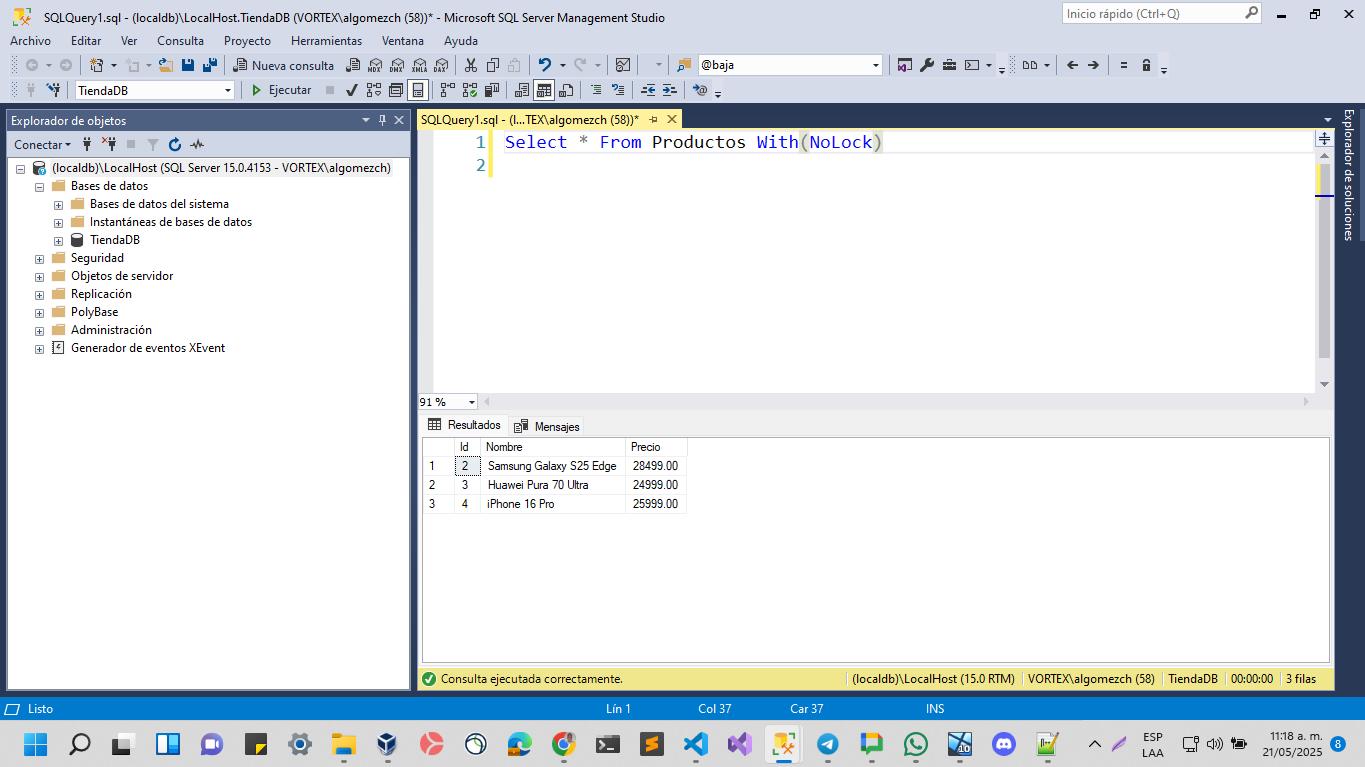 SQLQuery1.sql - (localdb)\LocalHost.TiendaDB (VORTEX\algomezch (58))* - Microsoft SQL Server Management Studio
Inicio rápido (Ctrl+Q)
Archivo Editar Ver Consulta Proyecto Herramientas Ventana Ayuda
Nueva consulta MDX DMX XMLA DAX @baja
TiendaDB Ejecutar
Explorador de objetos
SQLQuery1.sql - (l...TEX\algomezch (58))*
Explorador de soluciones
Conectar
(localdb)\LocalHost (SQL Server 15.0.4153 - VORTEX\algomezch)
Bases de datos
Bases de datos del sistema
Instantáneas de bases de datos
TiendaDB
Seguridad
Objetos de servidor
Replicación
PolyBase
Administración
Generador de eventos XEvent
1 Select * From Productos With(NoLock)
2
91 %
Resultados Mensajes
Id Nombre Precio
1 2 Samsung Galaxy S25 Edge 28499.00
2 3 Huawei Pura 70 Ultra 24999.00
3 4 iPhone 16 Pro 25999.00
Consulta ejecutada correctamente. (localdb)\LocalHost (15.0 RTM) VORTEX\algomezch (58) TiendaDB 00:00:00 3 filas
Listo Lín 1 Col 37 Car 37 INS
ESP
LAA
11:18 a. m.
21/05/2025
8